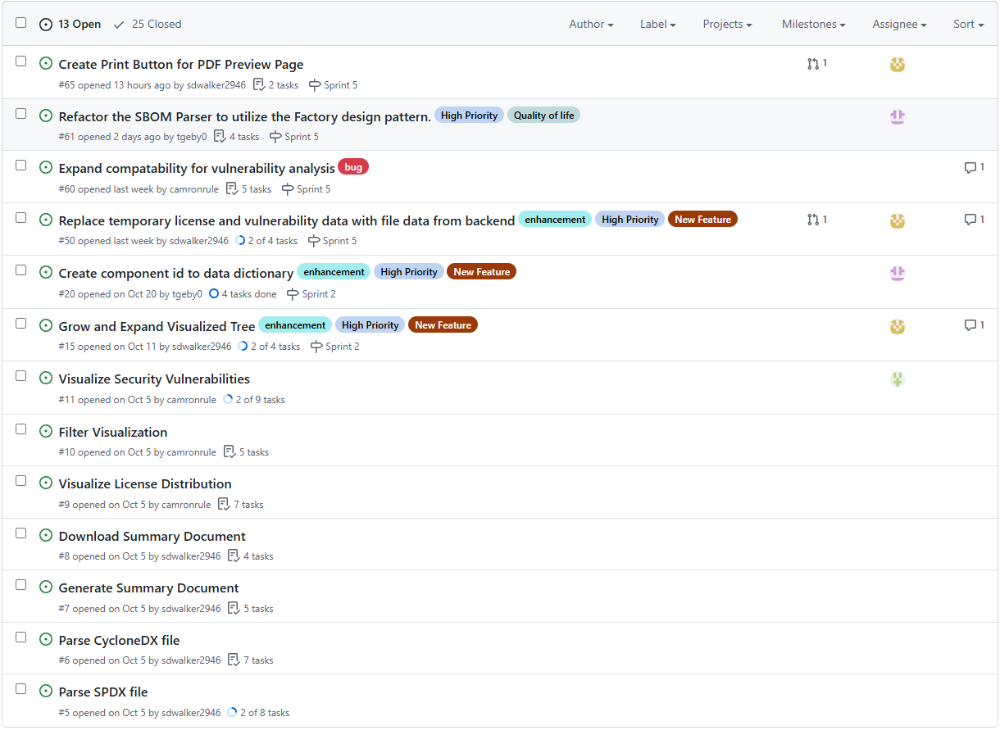 13 Open 25 Closed Author Label Projects Milestones Assignee Sort
Create Print Button for PDF Preview Page 1
#65 opened 13 hours ago by sdwalker2946 2 tasks Sprint 5
Refactor the SBOM Parser to utilize the Factory design pattern. High Priority Quality of life
#61 opened 2 days ago by tgeby0 4 tasks Sprint 5
Expand compatability for vulnerability analysis bug 1
#60 opened last week by camronrule 5 tasks Sprint 5
Replace temporary license and vulnerability data with file data from backend enhancement High Priority New Feature 1 1
#50 opened last week by sdwalker2946 2 of 4 tasks Sprint 5
Create component id to data dictionary enhancement High Priority New Feature
#20 opened on Oct 20 by tgeby0 4 tasks done Sprint 2
Grow and Expand Visualized Tree enhancement High Priority New Feature 1
#15 opened on Oct 11 by sdwalker2946 2 of 4 tasks Sprint 2
Visualize Security Vulnerabilities
#11 opened on Oct 5 by camronrule 2 of 9 tasks
Filter Visualization
#10 opened on Oct 5 by camronrule 5 tasks
Visualize License Distribution
#9 opened on Oct 5 by camronrule 7 tasks
Download Summary Document
#8 opened on Oct 5 by sdwalker2946 4 tasks
Generate Summary Document
#7 opened on Oct 5 by sdwalker2946 5 tasks
Parse CycloneDX file
#6 opened on Oct 5 by sdwalker2946 7 tasks
Parse SPDX file
#5 opened on Oct 5 by sdwalker2946 2 of 8 tasks